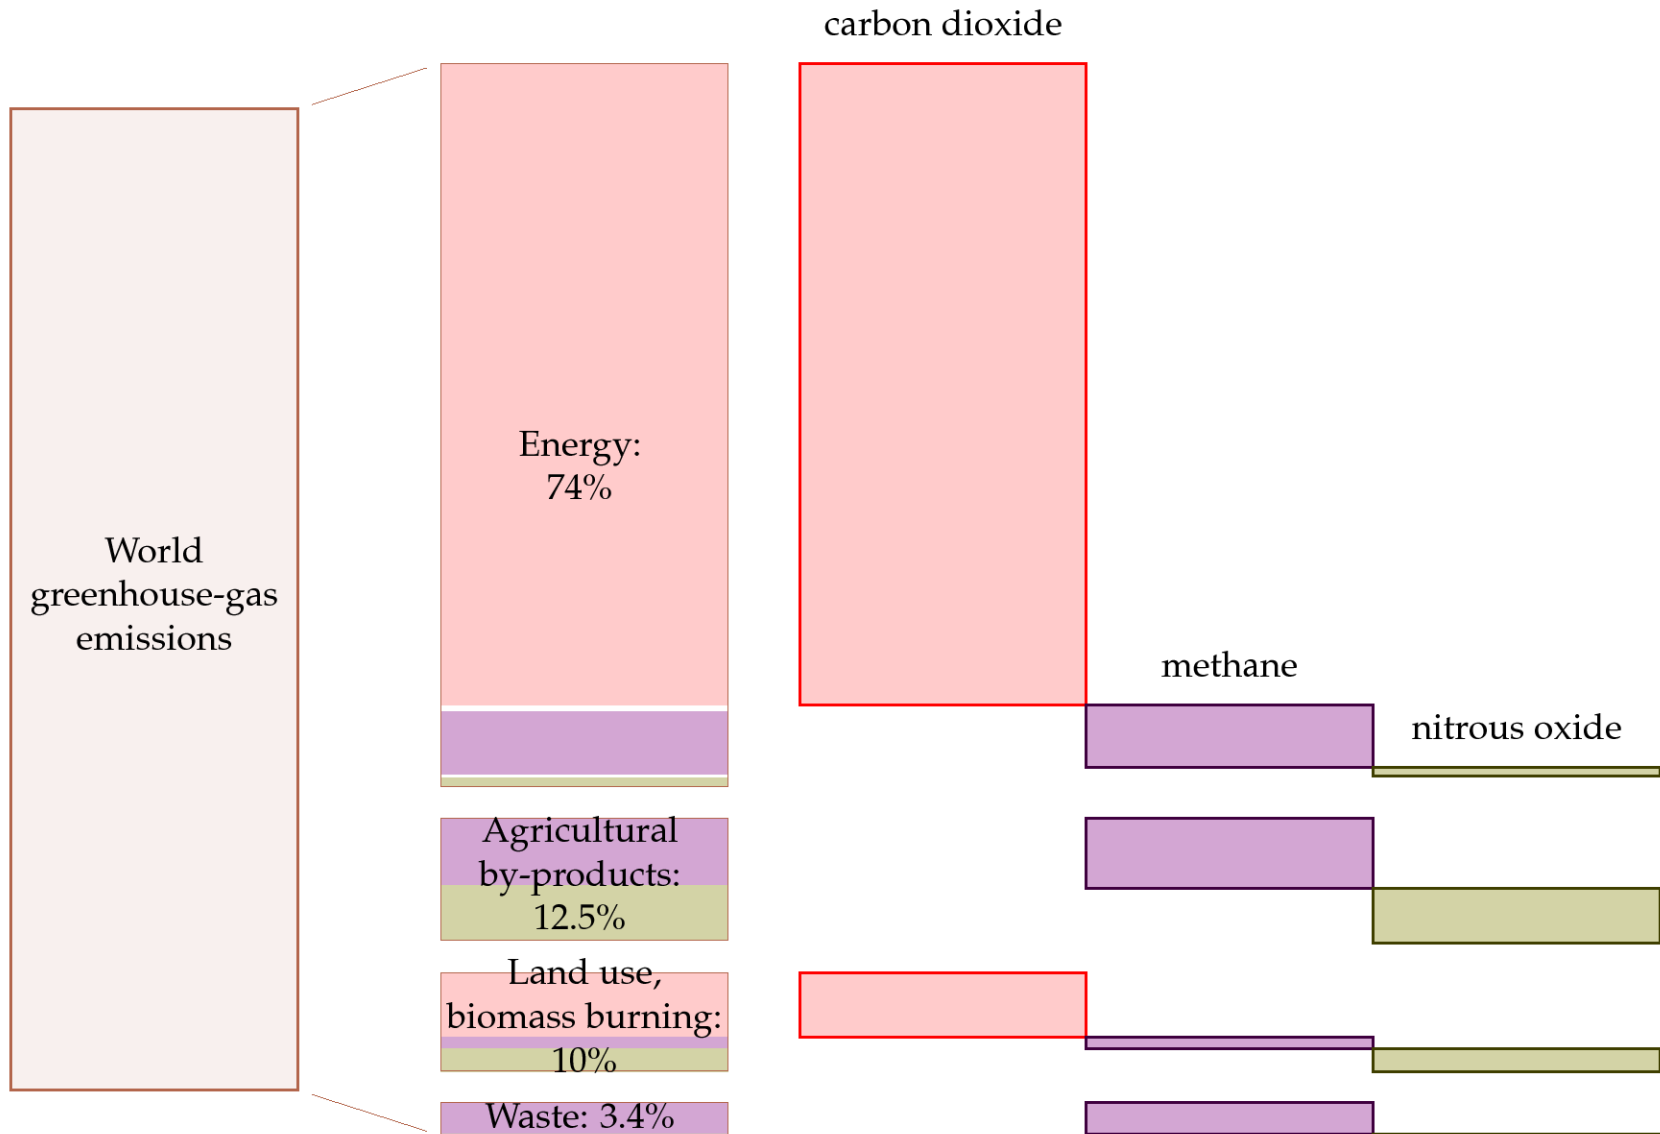 carbon dioxide
World
greenhouse-gas
emissions
Energy:
74%
methane
nitrous oxide
Agricultural
by-products:
12.5%
Land use,
biomass burning:
10%
Waste: 3.4%